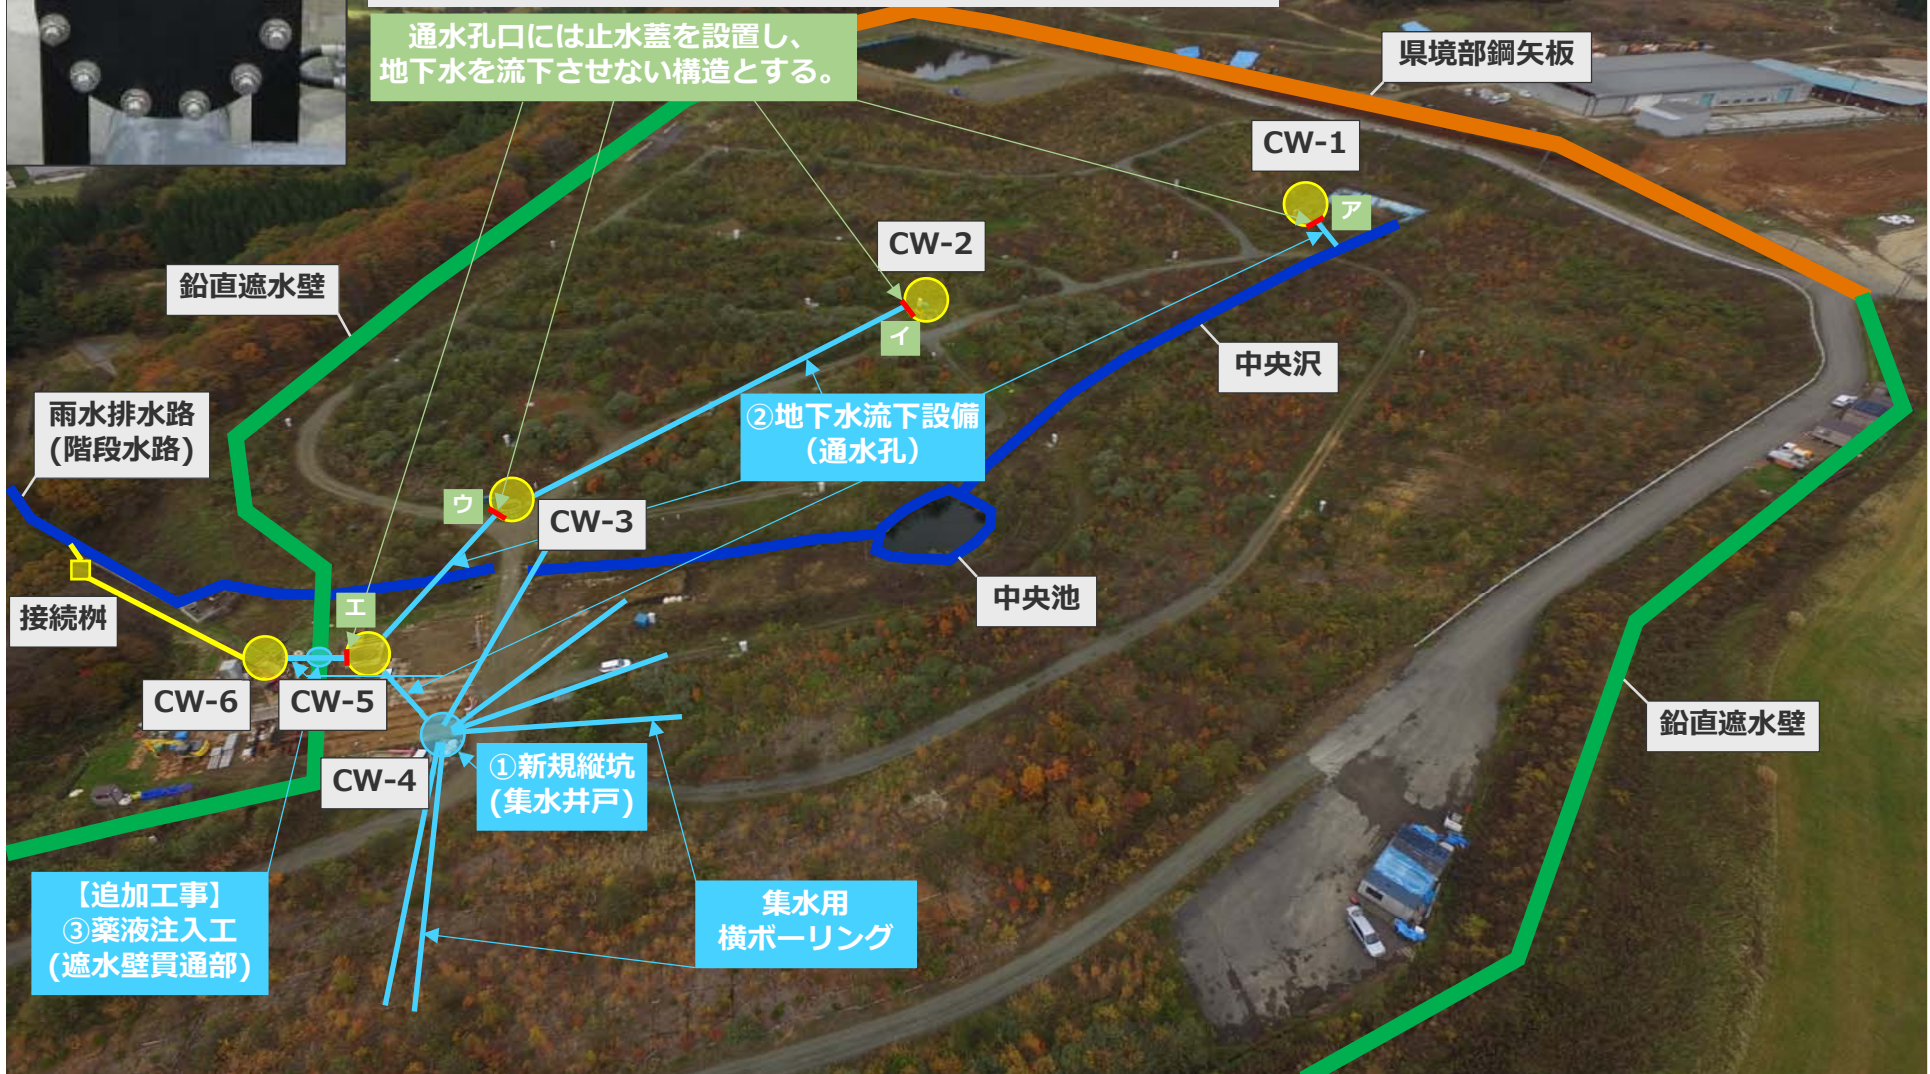 通水孔口には止水蓋を設置し、
地下水を流下させない構造とする。
県境部鋼矢板
CW-1
ア
CW-2
イ
鉛直遮水壁
中央沢
雨水排水路
(階段水路)
②地下水流下設備
（通水孔）
ウ
CW-3
中央池
エ
接続桝
CW-6
CW-5
鉛直遮水壁
CW-4
①新規縦坑
(集水井戸)
【追加工事】
③薬液注入工
(遮水壁貫通部)
集水用
横ボーリング